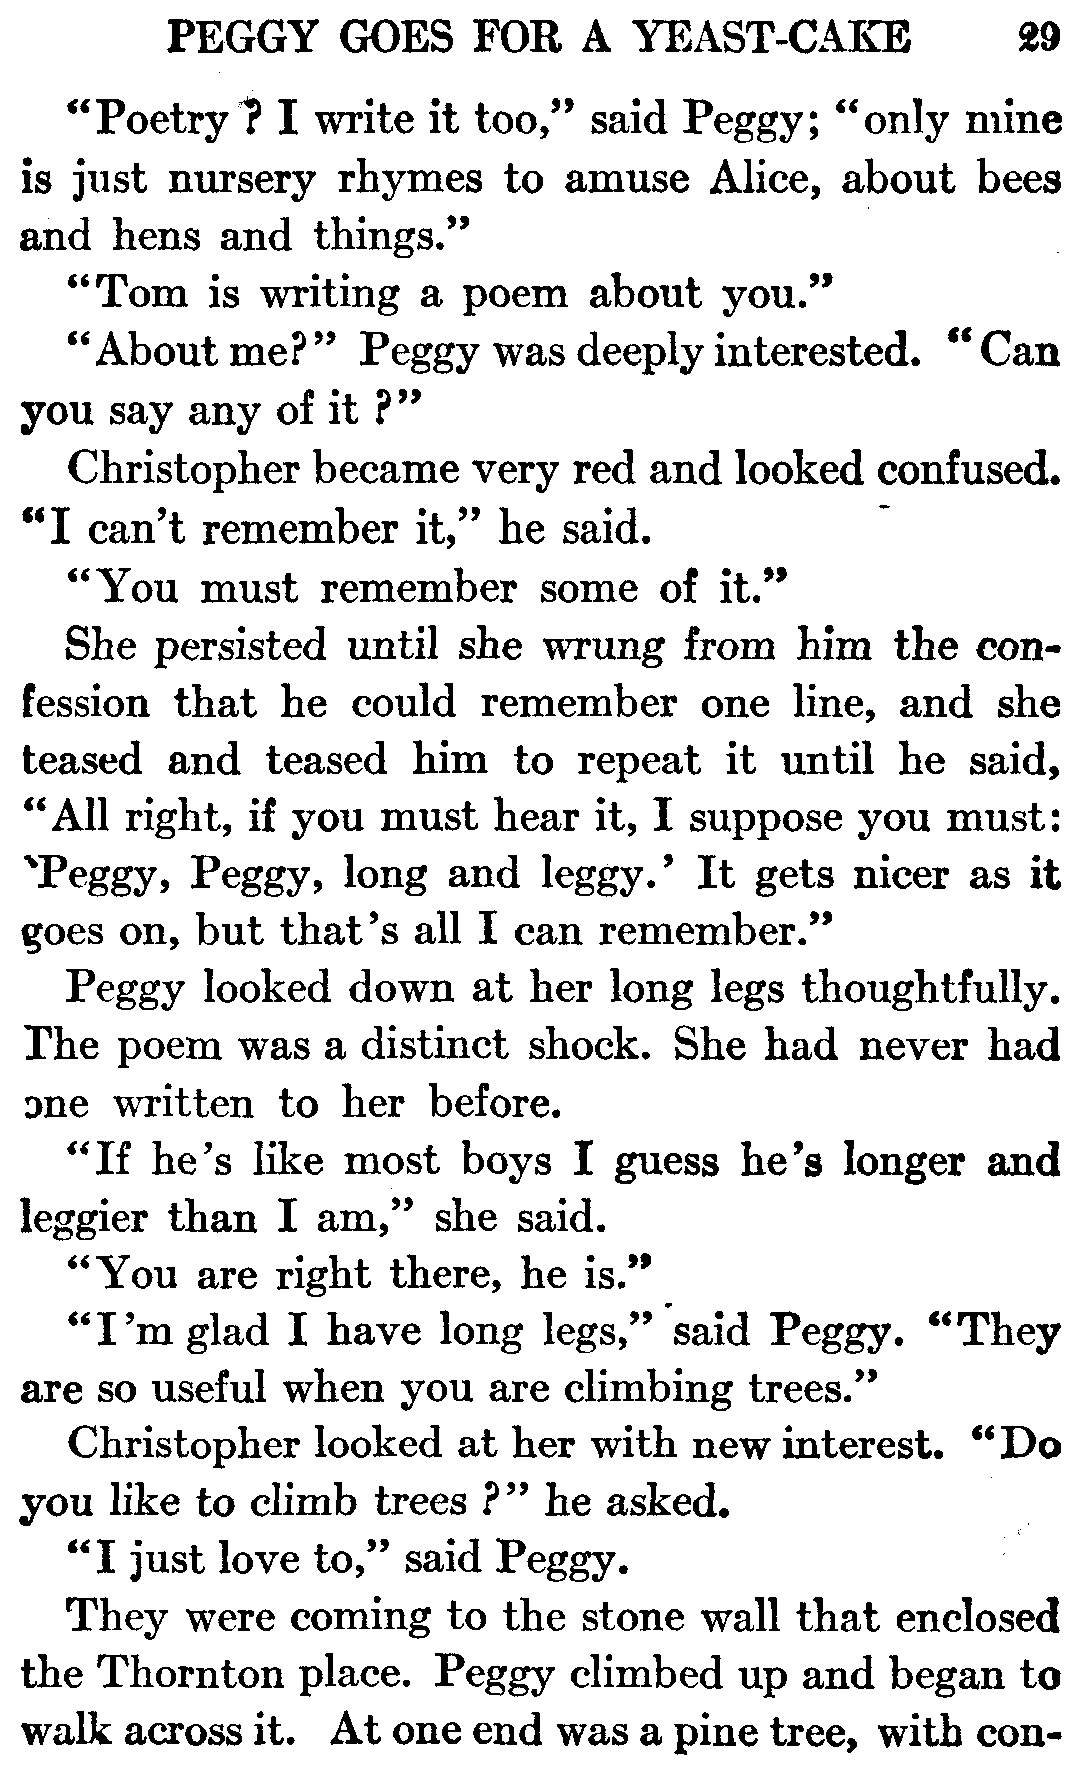 PEGGY GOES FOR A YEAST-CAKE 29
"Poetry? I write it too," said Peggy; "only mine
is just nursery rhymes to amuse Alice, about bees
and hens and things."
"Tom is writing a poem about you."
"About me?" Peggy was deeply interested. "Can
you say any of it?"
Christopher became very red and looked confused.
"I can't remember it," he said.
"You must remember some of it."
She persisted until she wrung from him the con-
fession that he could remember one line, and she
teased and teased him to repeat it until he said,
"All right, if you must hear it, I suppose you must:
'Peggy, Peggy, long and leggy.' It gets nicer as it
goes on, but that's all I can remember."
Peggy looked down at her long legs thoughtfully.
The poem was a distinct shock. She had never had
one written to her before.
"If he's like most boys I guess he's longer and
leggier than I am," she said.
"You are right there, he is."
"I'm glad I have long legs," said Peggy. "They
are so useful when you are climbing trees."
Christopher looked at her with new interest. "Do
you like to climb trees?" he asked.
"I just love to," said Peggy.
They were coming to the stone wall that enclosed
the Thornton place. Peggy climbed up and began to
walk across it. At one end was a pine tree, with con-